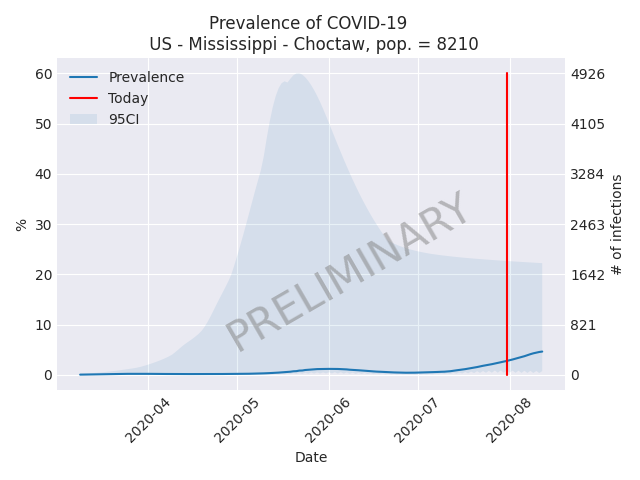 Prevalence of COVID-19
US - Mississippi - Choctaw, pop. = 8210
Prevalence
Today
95CI
60
50
40
30
20
10
0
%
4926
4105
3284
2463
1642
821
0
# of infections
PRELIMINARY
2020-04
2020-05
2020-06
2020-07
2020-08
Date